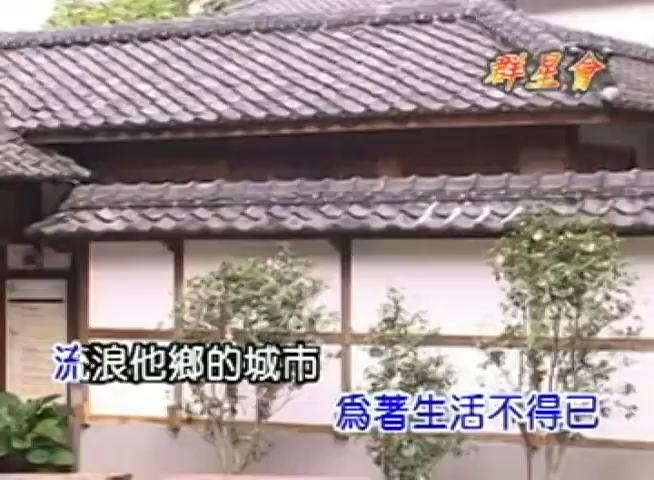 群星會
流浪他鄉的城市
為著生活不得已